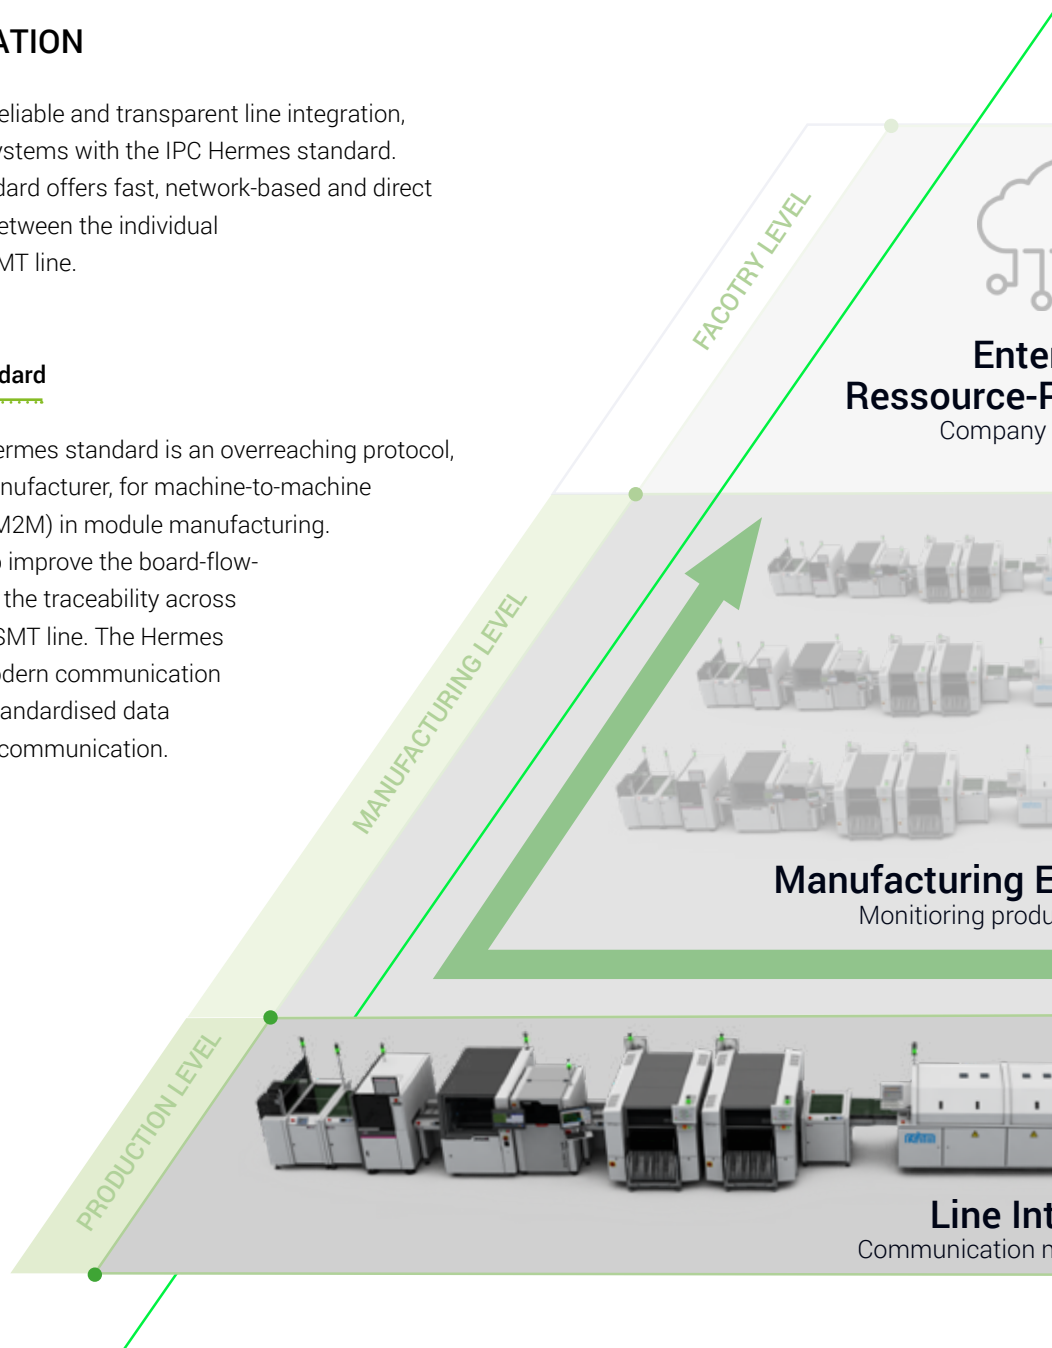 ATION
eliable and transparent line integration,
ystems with the IPC Hermes standard.
dard offers fast, network-based and direct
etween the individual
MT line.
dard
ermes standard is an overreaching protocol,
nufacturer, for machine-to-machine
M2M) in module manufacturing.
o improve the board-flow-
the traceability across
SMT line. The Hermes
odern communication
tandardised data
communication.
FACOTRY LEVEL
Enter
Ressource-P
Company
MANUFACTURING LEVEL
Manufacturing E
Monitioring produ
PRODUCTION LEVEL
Line Int
Communication m